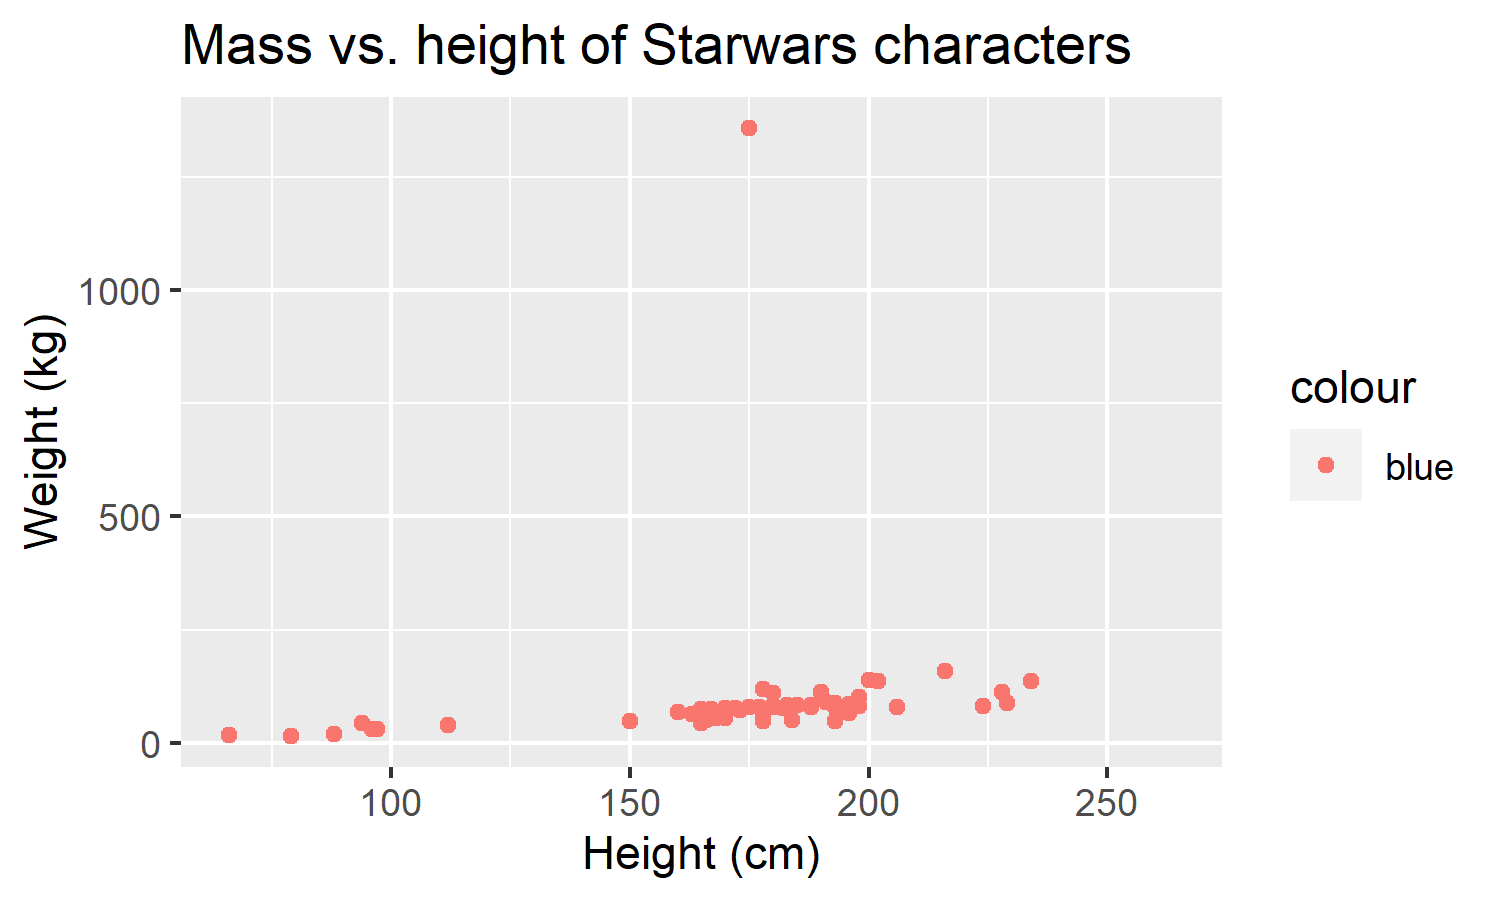 Mass vs. height of Starwars characters
Weight (kg)
1000
500
0
100 150 200 250
Height (cm)
colour
blue